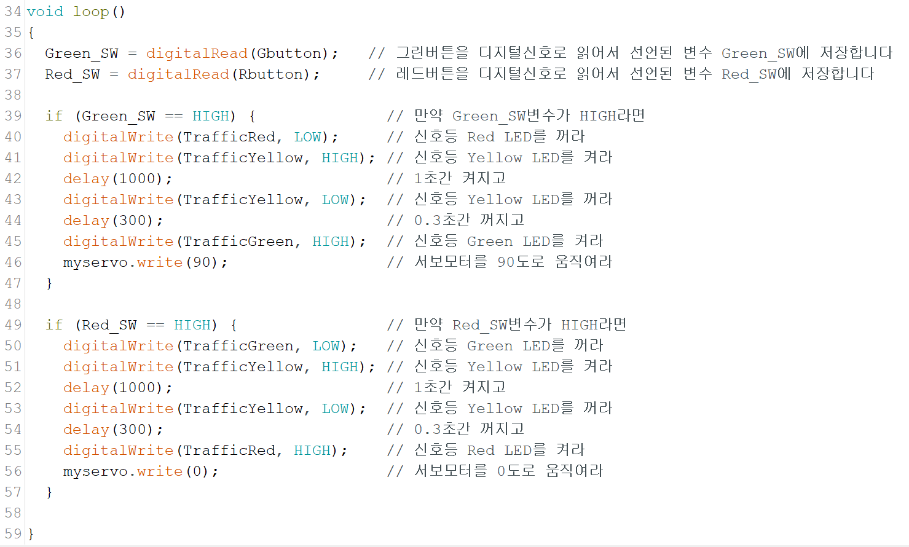 34 void loop()
35 {
36   Green_SW = digitalRead(Gbutton);   // 그린버튼을 디지털신호로 읽어서 선언된 변수 Green_SW에 저장합니다
37   Red_SW = digitalRead(Rbutton);     // 레드버튼을 디지털신호로 읽어서 선언된 변수 Red_SW에 저장합니다
38
39   if (Green_SW == HIGH) {              // 만약 Green_SW변수가 HIGH라면
40     digitalWrite(TrafficRed, LOW);     // 신호등 Red LED를 꺼라
41     digitalWrite(TrafficYellow, HIGH); // 신호등 Yellow LED를 켜라
42     delay(1000);                       // 1초간 켜지고
43     digitalWrite(TrafficYellow, LOW);  // 신호등 Yellow LED를 꺼라
44     delay(300);                        // 0.3초간 꺼지고
45     digitalWrite(TrafficGreen, HIGH);  // 신호등 Green LED를 켜라
46     myservo.write(90);                 // 서보모터를 90도로 움직여라
47   }
48
49   if (Red_SW == HIGH) {                // 만약 Red_SW변수가 HIGH라면
50     digitalWrite(TrafficGreen, LOW);   // 신호등 Green LED를 꺼라
51     digitalWrite(TrafficYellow, HIGH); // 신호등 Yellow LED를 켜라
52     delay(1000);                       // 1초간 켜지고
53     digitalWrite(TrafficYellow, LOW);  // 신호등 Yellow LED를 꺼라
54     delay(300);                        // 0.3초간 꺼지고
55     digitalWrite(TrafficRed, HIGH);    // 신호등 Red LED를 켜라
56     myservo.write(0);                  // 서보모터를 0도로 움직여라
57   }
58
59 }